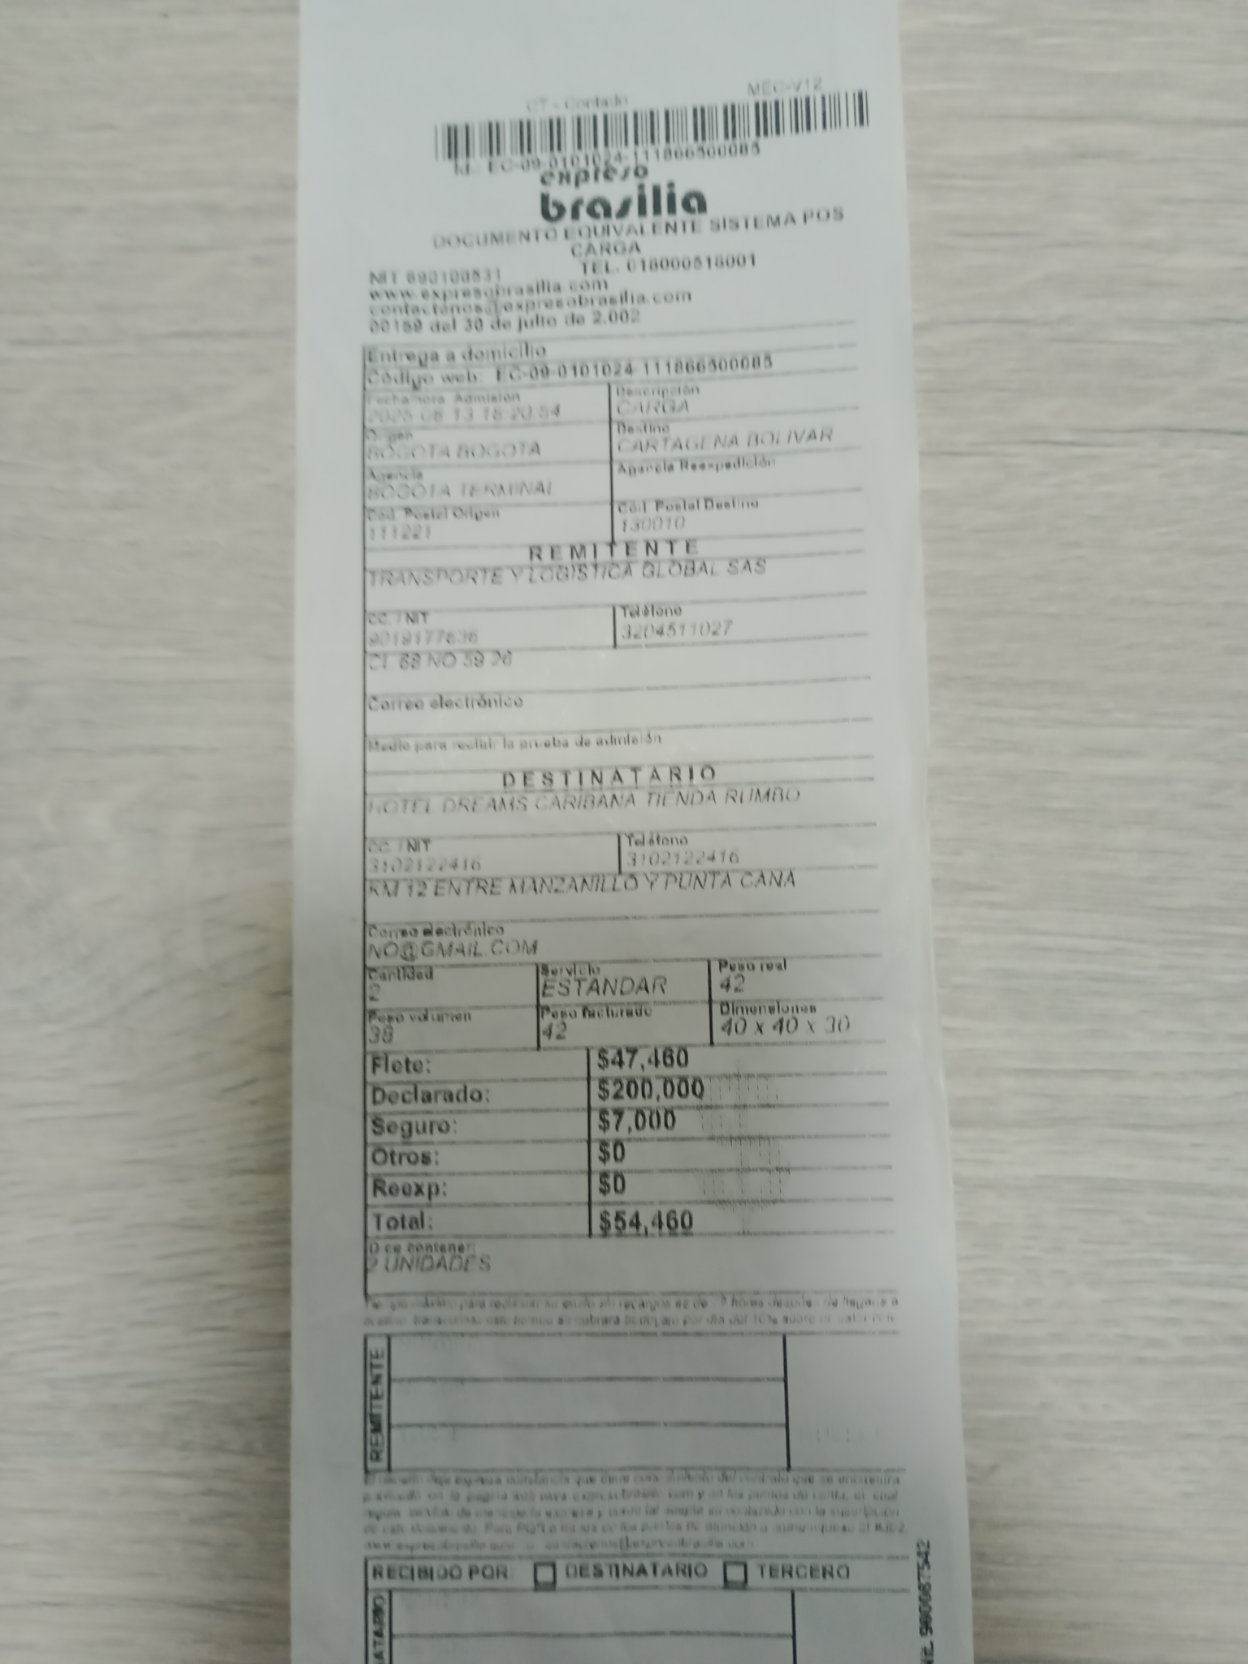 CT - Contado MEC-V12
Id.: EC-09-0101024-111866500085
expreso
brasilia
DOCUMENTO EQUIVALENTE SISTEMA POS
CARGA
NIT 890100531 TEL. 018000518001
www.expresobrasilia.com
contactenos@expresobrasilia.com
00159 del 30 de julio de 2.002
Entrega a domicilio
Código web: EC-09-0101024-111866500085
Fecha hora Admisión Descripción
2025 08 13 16:20:54 CARGA
Origen Destino
BOGOTA BOGOTA CARTAGENA BOLIVAR
Agencia Agencia Reexpedición
BOGOTA TERMINAL
Cód. Postal Origen Cód. Postal Destino
111221 130010
REMITENTE
TRANSPORTE Y LOGISTICA GLOBAL SAS
CC. / NIT Teléfono
9019177636 3204511027
CL 68 NO 59 26
Correo electrónico
Medio para recibir la prueba de admisión
DESTINATARIO
HOTEL DREAMS CARIBANA TIENDA RUMBO
CC. / NIT Teléfono
3102122416 3102122416
KM 12 ENTRE MANZANILLO Y PUNTA CANA
Correo electrónico
NO@GMAIL.COM
Cantidad Servicio Peso real
2 ESTANDAR 42
Peso volumen Peso facturado Dimensiones
38 42 40 x 40 x 30
Flete: $47,460
Declarado: $200,000
Seguro: $7,000
Otros: $0
Reexp: $0
Total: $54,460
Dice contener:
2 UNIDADES
REMITENTE
RECIBIDO POR: DESTINATARIO TERCERO